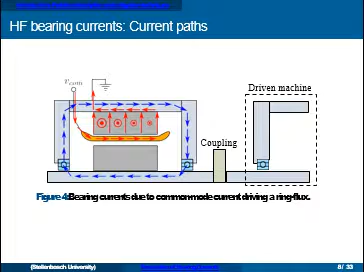 HF bearing currents: Current paths
v_com
Driven machine
Coupling
Figure 4: Bearing currents due to common-mode current driving a ring-flux.
(Stellenbosch University)
8 / 33